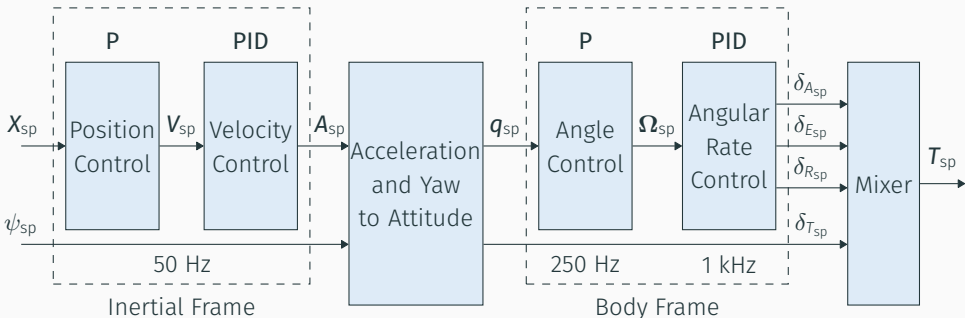 P
PID
P
PID
X_sp
Position
Control
V_sp
Velocity
Control
A_sp
Acceleration
and Yaw
to Attitude
q_sp
Angle
Control
Ω_sp
Angular
Rate
Control
δ_A_sp
δ_E_sp
δ_R_sp
δ_T_sp
Mixer
T_sp
ψ_sp
50 Hz
250 Hz
1 kHz
Inertial Frame
Body Frame